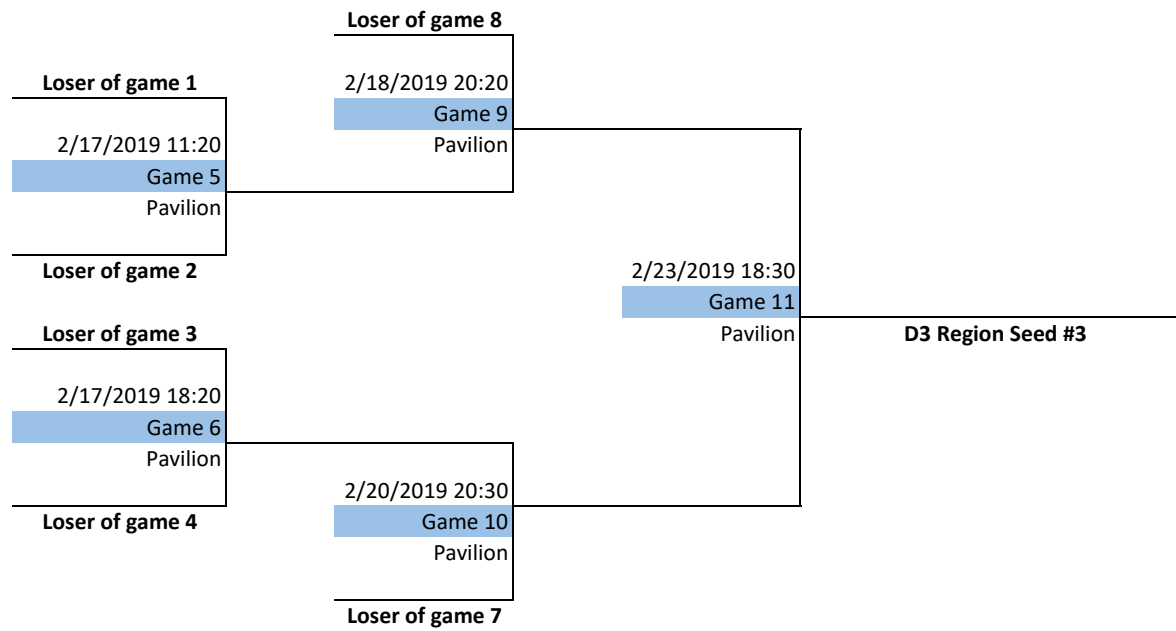 Loser of game 8
Loser of game 1
2/18/2019 20:20
Game 9
2/17/2019 11:20
Pavilion
Game 5
Pavilion
Loser of game 2
2/23/2019 18:30
Game 11
Loser of game 3
Pavilion
D3 Region Seed #3
2/17/2019 18:20
Game 6
Pavilion
2/20/2019 20:30
Loser of game 4
Game 10
Pavilion
Loser of game 7